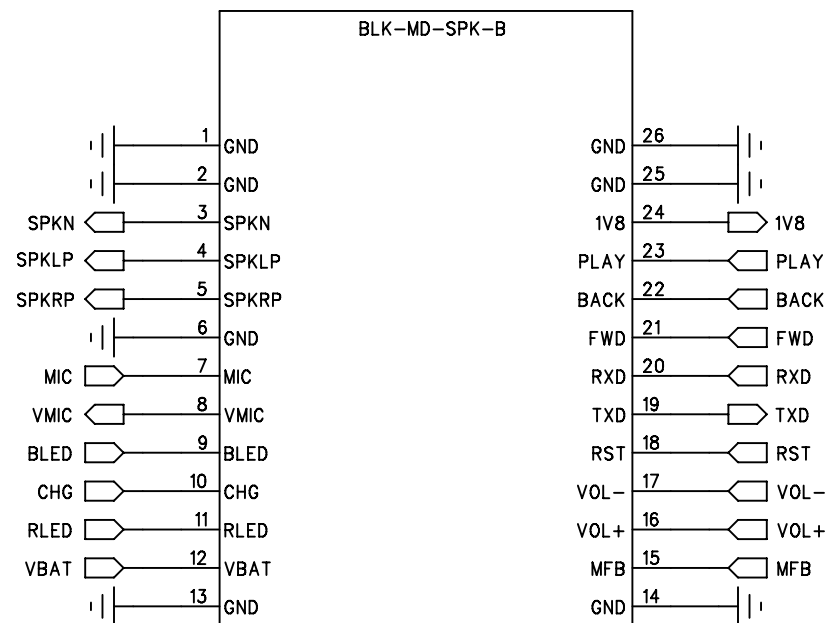 BLK-MD-SPK-B
1 GND GND 26
2 GND GND 25
SPKN 3 SPKN 1V8 24 1V8
SPKLP 4 SPKLP PLAY 23 PLAY
SPKRP 5 SPKRP BACK 22 BACK
6 GND FWD 21 FWD
MIC 7 MIC RXD 20 RXD
VMIC 8 VMIC TXD 19 TXD
BLED 9 BLED RST 18 RST
CHG 10 CHG VOL- 17 VOL-
RLED 11 RLED VOL+ 16 VOL+
VBAT 12 VBAT MFB 15 MFB
13 GND GND 14